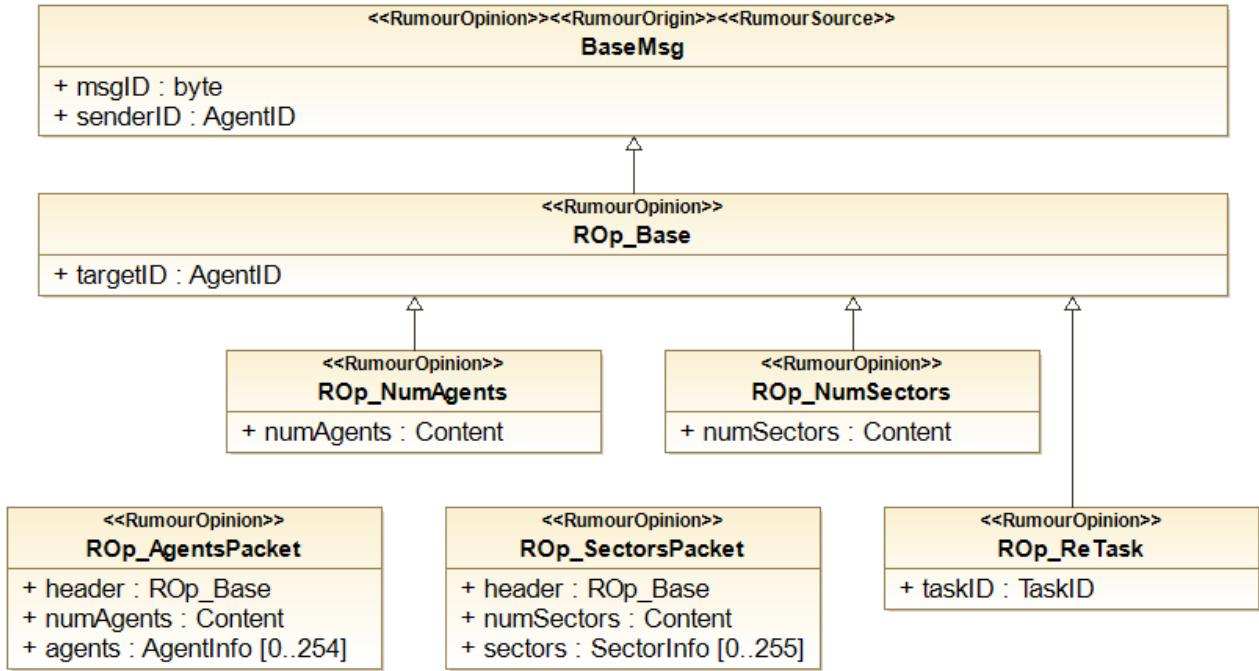 <<RumourOpinion>><<RumourOrigin>><<RumourSource>>
BaseMsg
+ msgID : byte
+ senderID : AgentID
<<RumourOpinion>>
ROp_Base
+ targetID : AgentID
<<RumourOpinion>>
ROp_NumAgents
+ numAgents : Content
<<RumourOpinion>>
ROp_NumSectors
+ numSectors : Content
<<RumourOpinion>>
ROp_AgentsPacket
+ header : ROp_Base
+ numAgents : Content
+ agents : AgentInfo [0..254]
<<RumourOpinion>>
ROp_SectorsPacket
+ header : ROp_Base
+ numSectors : Content
+ sectors : SectorInfo [0..255]
<<RumourOpinion>>
ROp_ReTask
+ taskID : TaskID